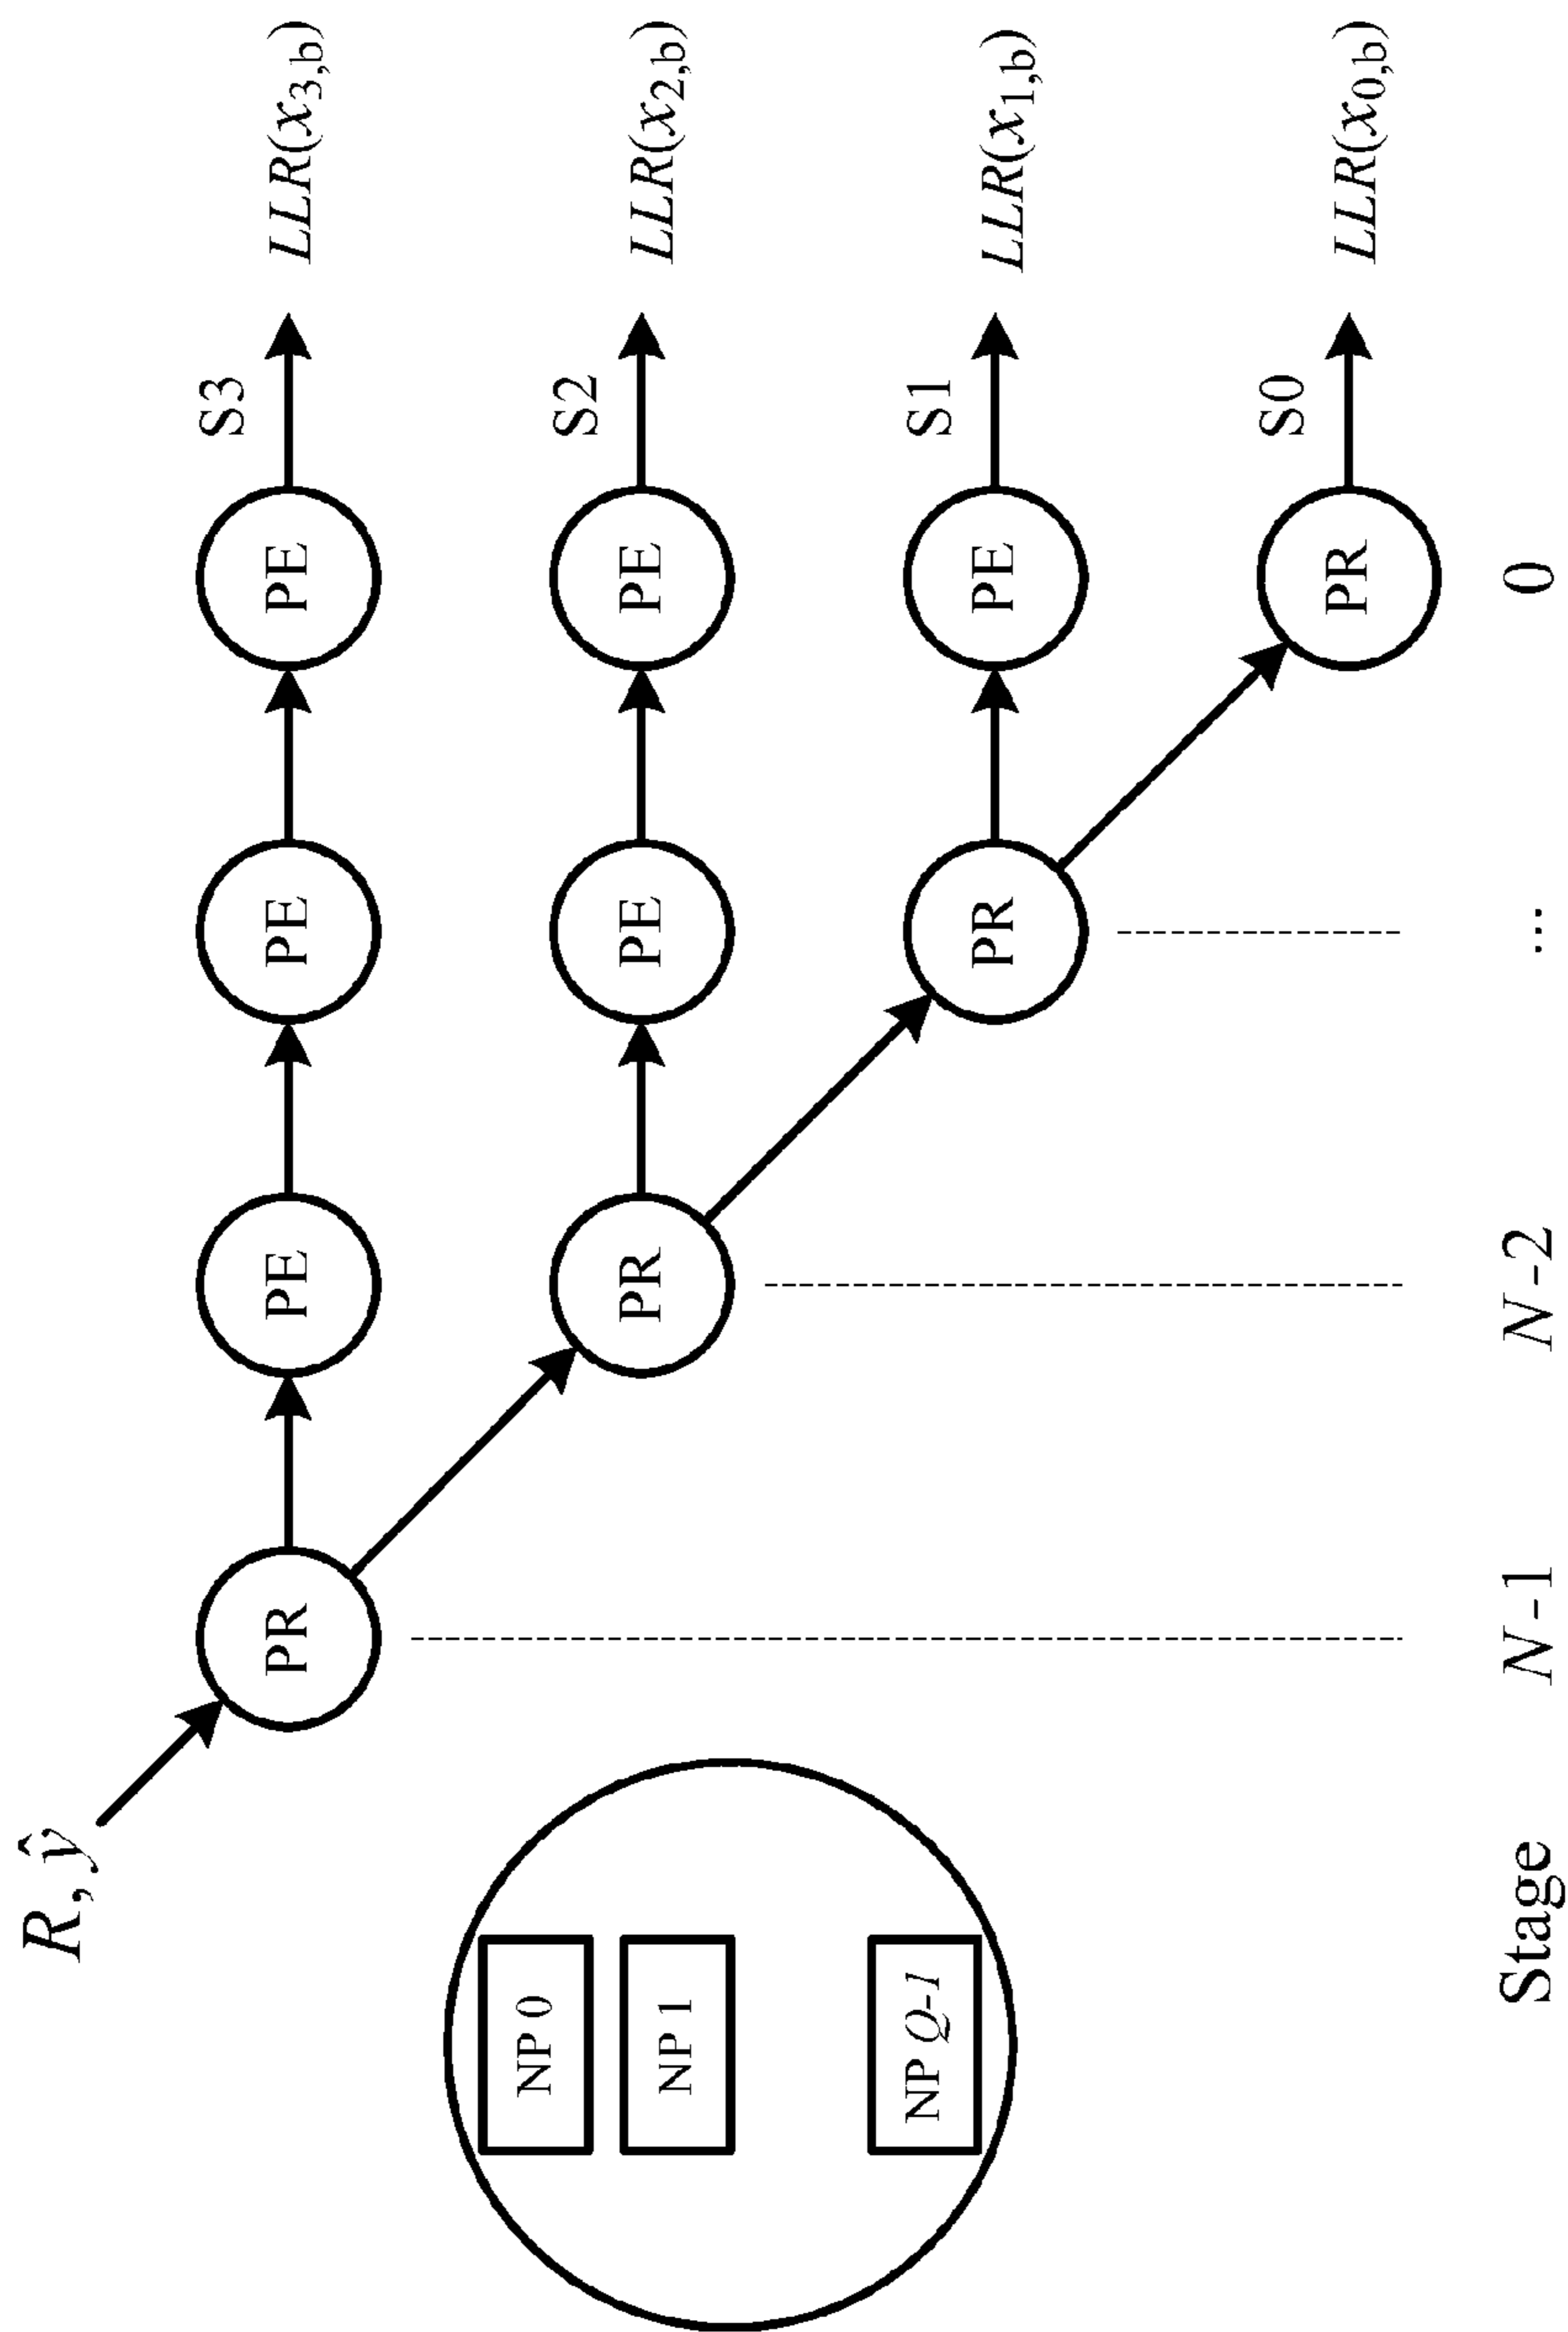 R, ŷ
PR PE PE PE S3 LLR(x3,b)
PR PE PE S2 LLR(x2,b)
NP 0
NP 1
NP Q-1
PR PE S1 LLR(x1,b)
PR S0 LLR(x0,b)
Stage N-1 N-2 ... 0